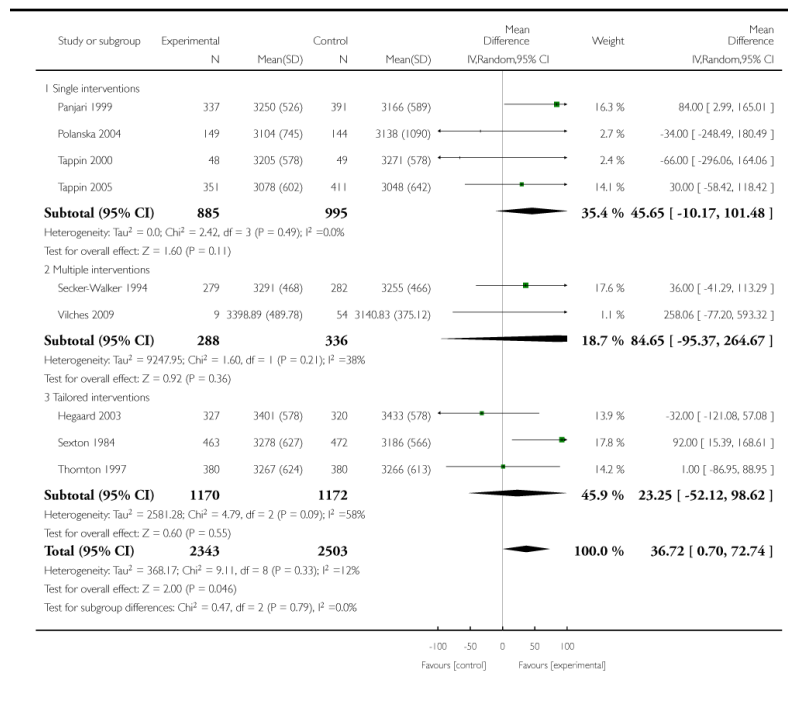 Mean Mean
Study or subgroup Experimental Control Difference Weight Difference
N Mean(SD) N Mean(SD) IV,Random,95% CI IV,Random,95% CI
1 Single interventions
Panjari 1999 337 3250 (526) 391 3166 (589) 16.3 % 84.00 [ 2.99, 165.01 ]
Polanska 2004 149 3104 (745) 144 3138 (1090) 2.7 % -34.00 [ -248.49, 180.49 ]
Tappin 2000 48 3205 (578) 49 3271 (578) 2.4 % -66.00 [ -296.06, 164.06 ]
Tappin 2005 351 3078 (602) 411 3048 (642) 14.1 % 30.00 [ -58.42, 118.42 ]
Subtotal (95% CI) 885 995 35.4 % 45.65 [ -10.17, 101.48 ]
Heterogeneity: Tau² = 0.0; Chi² = 2.42, df = 3 (P = 0.49); I² =0.0%
Test for overall effect: Z = 1.60 (P = 0.11)
2 Multiple interventions
Secker-Walker 1994 279 3291 (468) 282 3255 (466) 17.6 % 36.00 [ -41.29, 113.29 ]
Vilches 2009 9 3398.89 (489.78) 54 3140.83 (375.12) 1.1 % 258.06 [ -77.20, 593.32 ]
Subtotal (95% CI) 288 336 18.7 % 84.65 [ -95.37, 264.67 ]
Heterogeneity: Tau² = 9247.95; Chi² = 1.60, df = 1 (P = 0.21); I² =38%
Test for overall effect: Z = 0.92 (P = 0.36)
3 Tailored interventions
Hegaard 2003 327 3401 (578) 320 3433 (578) 13.9 % -32.00 [ -121.08, 57.08 ]
Sexton 1984 463 3278 (627) 472 3186 (566) 17.8 % 92.00 [ 15.39, 168.61 ]
Thornton 1997 380 3267 (624) 380 3266 (613) 14.2 % 1.00 [ -86.95, 88.95 ]
Subtotal (95% CI) 1170 1172 45.9 % 23.25 [ -52.12, 98.62 ]
Heterogeneity: Tau² = 2581.28; Chi² = 4.79, df = 2 (P = 0.09); I² =58%
Test for overall effect: Z = 0.60 (P = 0.55)
Total (95% CI) 2343 2503 100.0 % 36.72 [ 0.70, 72.74 ]
Heterogeneity: Tau² = 368.17; Chi² = 9.11, df = 8 (P = 0.33); I² =12%
Test for overall effect: Z = 2.00 (P = 0.046)
Test for subgroup differences: Chi² = 0.47, df = 2 (P = 0.79), I² =0.0%
-100 -50 0 50 100
Favours [control] Favours [experimental]